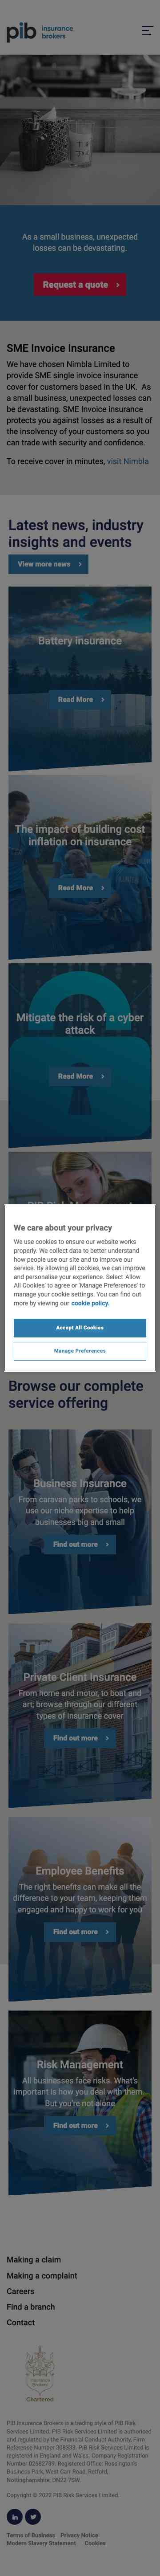 pib insurance
brokers
As a small business, unexpected
losses can be devastating.
Request a quote
SME Invoice Insurance
We have chosen Nimbla Limited to
provide SME single invoice insurance
cover for customers based in the UK. As
a small business, unexpected losses can
be devastating. SME Invoice insurance
protects you against losses as a result of
the insolvency of your customers so you
can trade with security and confidence.
To receive cover in minutes, visit Nimbla
Latest news, industry
insights and events
View more news
Battery Insurance
Read More
The impact of building cost
inflation on insurance
Read More
Mitigate the risk of a cyber
attack
Read More
We care about your privacy
We use cookies to ensure our website works
properly. We collect data to better understand
how people use our platform and to improve our
service. By allowing all cookies, we can improve
and personalise your experience. Select 'Allow
All Cookies' to agree or 'Manage Preferences' to
manage your cookie settings. You can find out
more by viewing our cookie policy.
Accept All Cookies
Manage Preferences
Browse our complete
service offering
Business Insurance
From caravan parks to schools, we
use our niche expertise to help
businesses big and small
Find out more
Private Client Insurance
From home and motor, to boat and
art; browse through our different
types of insurance cover
Find out more
Employee Benefits
The right benefits can make all the
difference to your team, keeping them
engaged and happy to work for you
Find out more
Risk Management
All businesses face risks. What's
important is how you deal with them.
But you're not alone
Find out more
Making a claim
Making a complaint
Careers
Find a branch
Contact
Chartered
PIB Insurance Brokers is a trading style of PIB Risk
Services Limited. PIB Risk Services Limited is authorised
and regulated by the Financial Conduct Authority, Firm
Reference Number 308333. PIB Risk Services Limited is
registered in England and Wales. Company Registration
Number 02682789. Registered Office: Rossington's
Business Park, West Carr Road, Retford,
Nottinghamshire, DN22 7SW.
Copyright © 2022 PIB Risk Services Limited.
Terms of Business Privacy Notice
Modern Slavery Statement Cookies